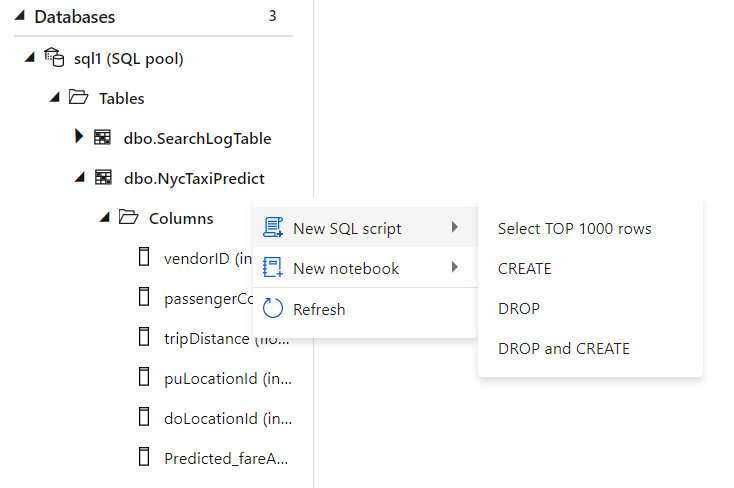 Databases 3
sql1 (SQL pool)
Tables
dbo.SearchLogTable
dbo.NycTaxiPredict
Columns
vendorID (in
passengerCo
tripDistance (flo...
puLocationId (in...
doLocationId (in...
Predicted_fareA...
New SQL script
New notebook
Refresh
Select TOP 1000 rows
CREATE
DROP
DROP and CREATE